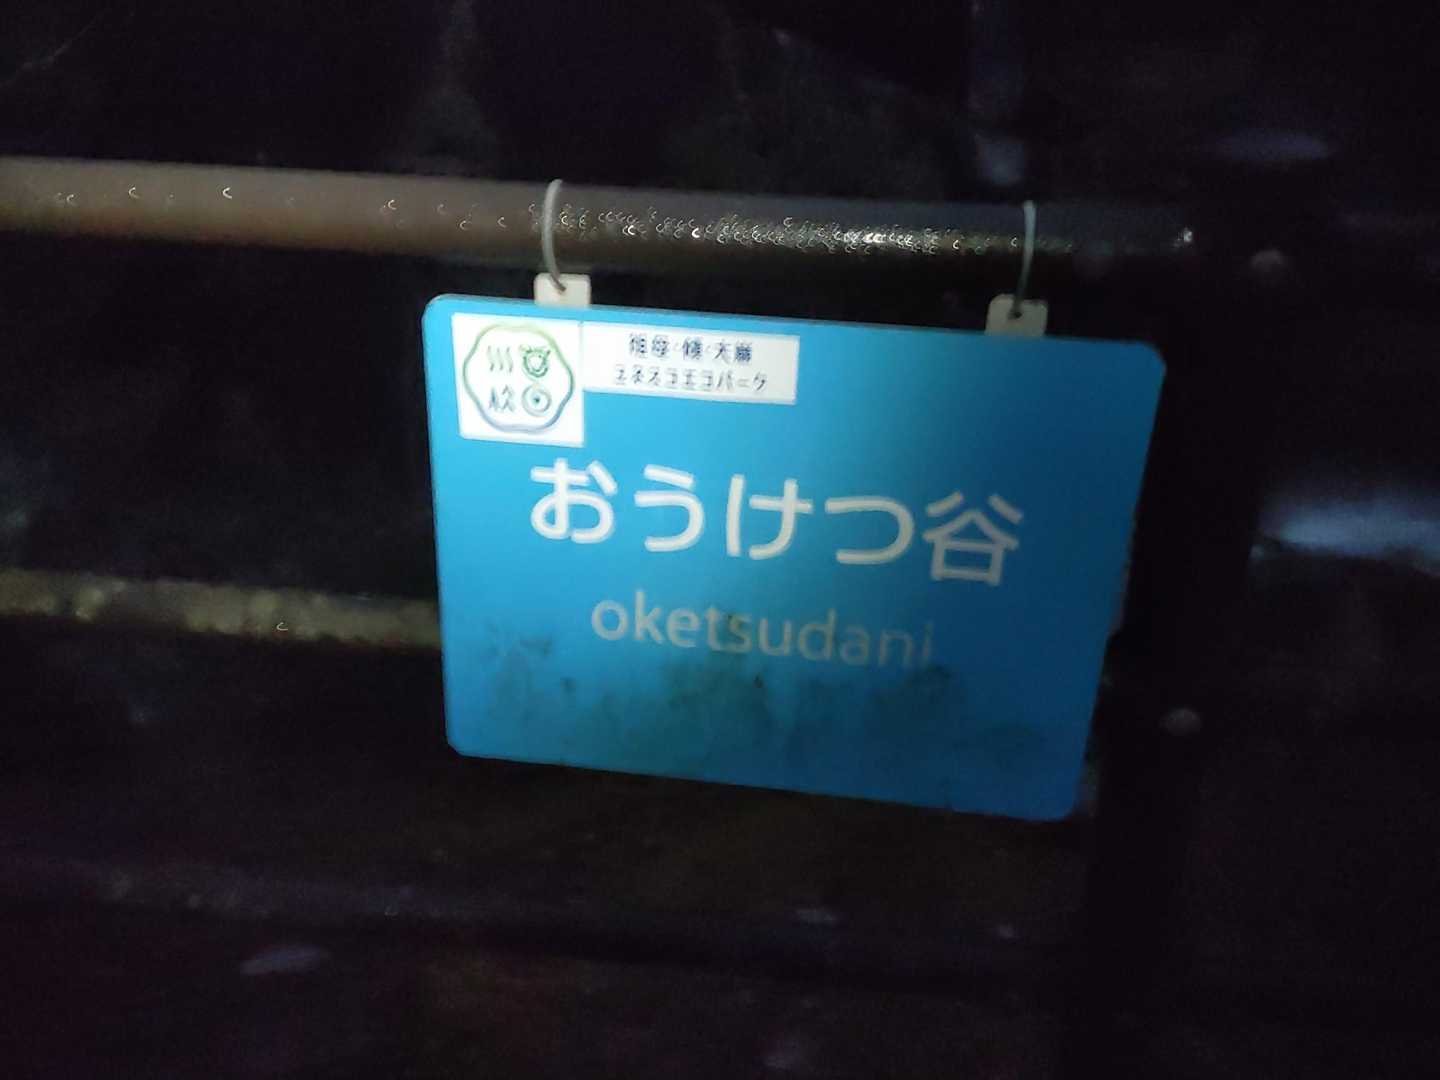 祖母・傾・大崩
ユネスコエコパーク
おうけつ谷
oketsudani